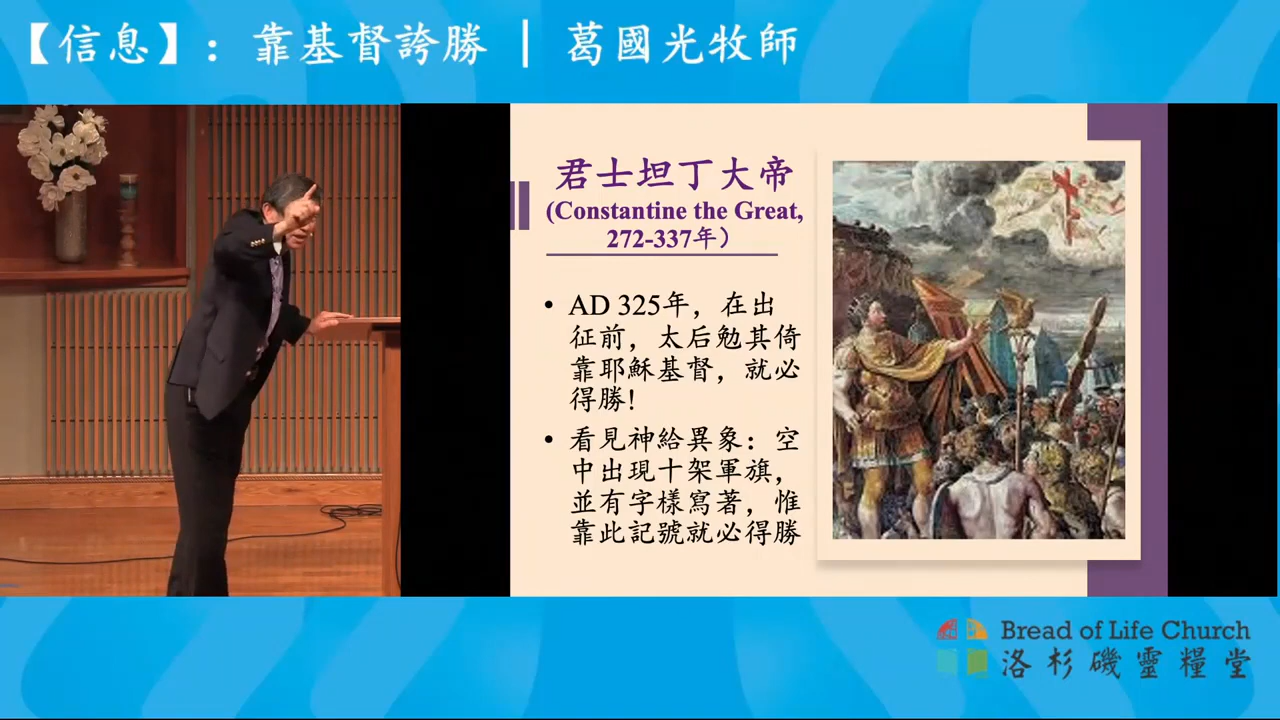 【信息】：靠基督誇勝 | 葛國光牧師
君士坦丁大帝
(Constantine the Great,
272-337年）
• AD 325年，在出
征前，太后勉其倚
靠耶穌基督，就必
得勝!
• 看見神給異象：空
中出現十架軍旗，
並有字樣寫著，惟
靠此記號就必得勝
Bread of Life Church
洛杉磯靈糧堂